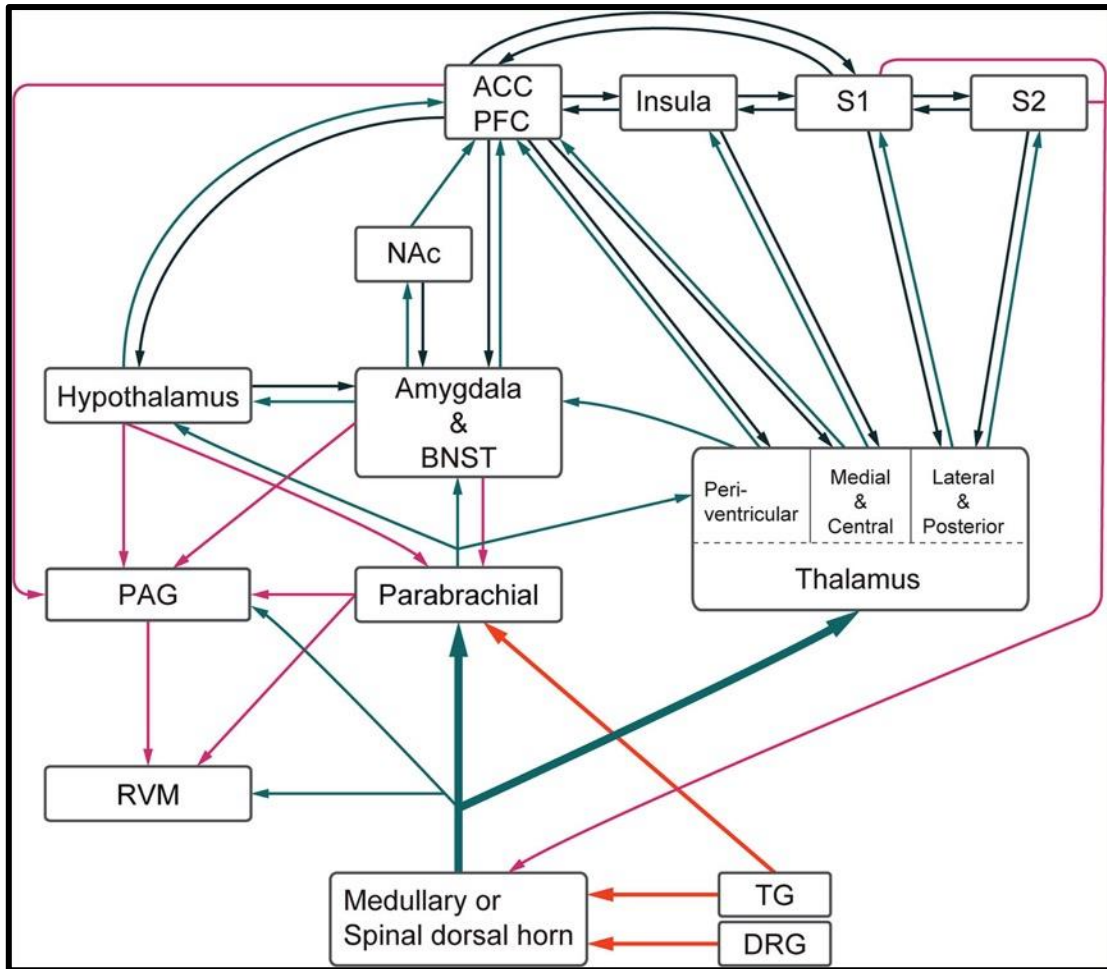 ACC
PFC
Insula
S1
S2
NAc
Hypothalamus
Amygdala
&
BNST
Peri-
ventricular
Medial
&
Central
Lateral
&
Posterior
Thalamus
PAG
Parabrachial
RVM
Medullary or
Spinal dorsal horn
TG
DRG